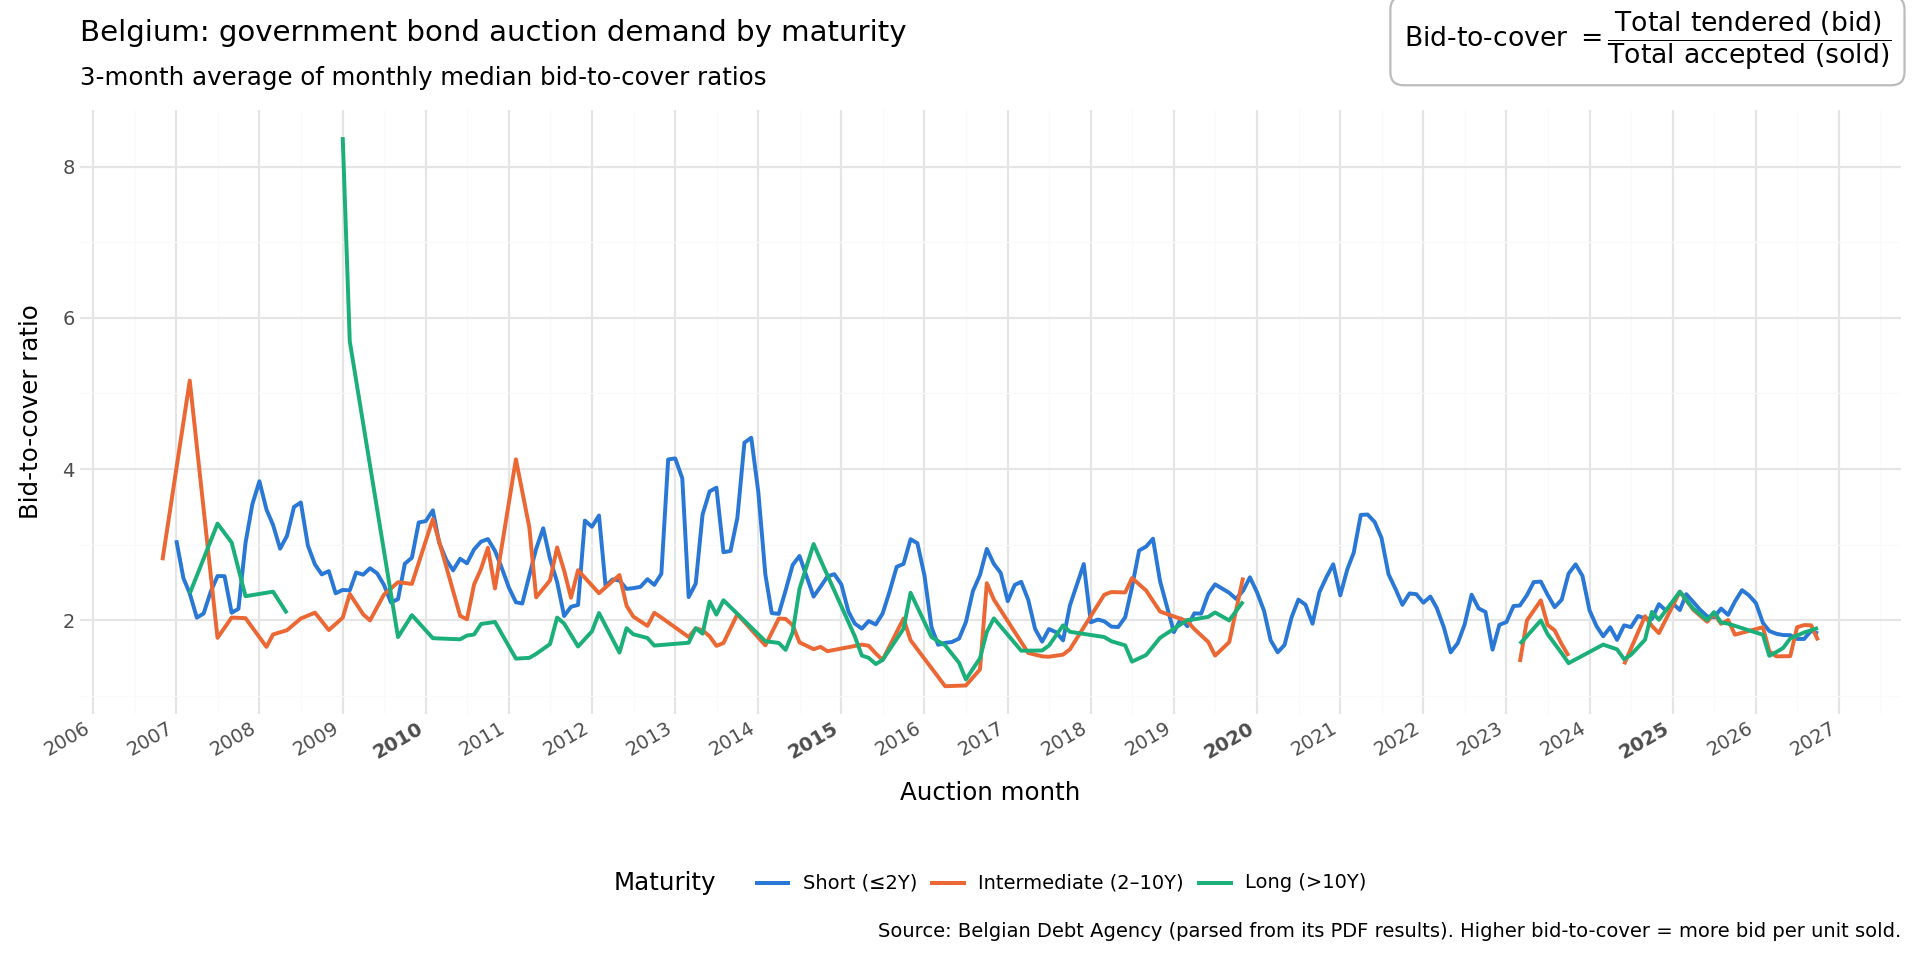 Belgium: government bond auction demand by maturity
3-month average of monthly median bid-to-cover ratios
Bid-to-cover = Total tendered (bid)
Total accepted (sold)
Bid-to-cover ratio
8
6
4
2
2006 2007 2008 2009 2010 2011 2012 2013 2014 2015 2016 2017 2018 2019 2020 2021 2022 2023 2024 2025 2026 2027
Auction month
Maturity Short (≤2Y) Intermediate (2–10Y) Long (>10Y)
Source: Belgian Debt Agency (parsed from its PDF results). Higher bid-to-cover = more bid per unit sold.